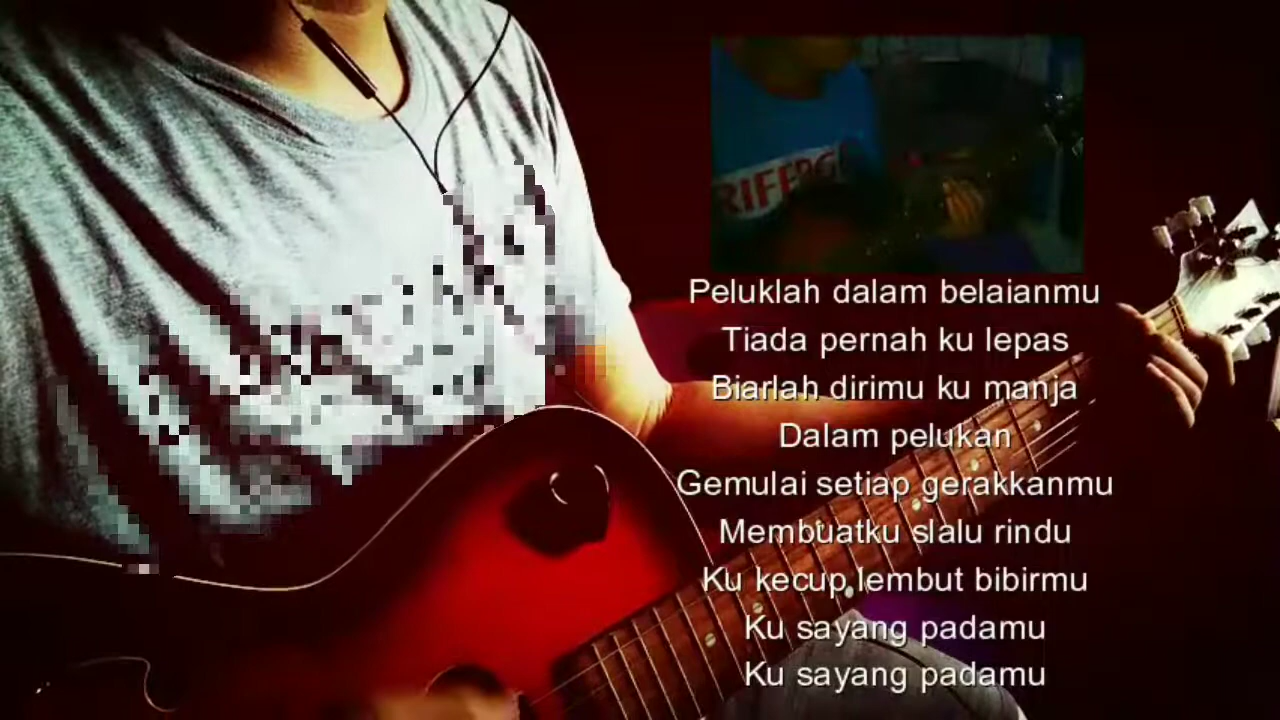 Peluklah dalam belaianmu
Tiada pernah ku lepas
Biarlah dirimu ku manja
Dalam pelukan
Gemulai setiap gerakkanmu
Membuatku slalu rindu
Ku kecup lembut bibirmu
Ku sayang padamu
Ku sayang padamu